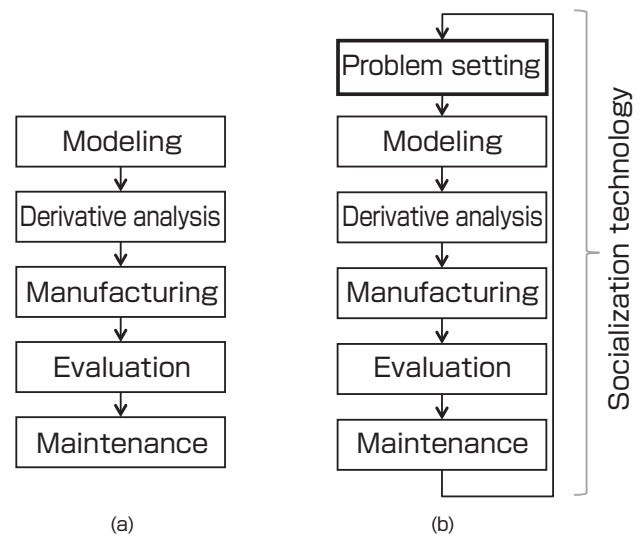 Modeling
Derivative analysis
Manufacturing
Evaluation
Maintenance
(a)
Problem setting
Modeling
Derivative analysis
Manufacturing
Evaluation
Maintenance
(b)
Socialization technology